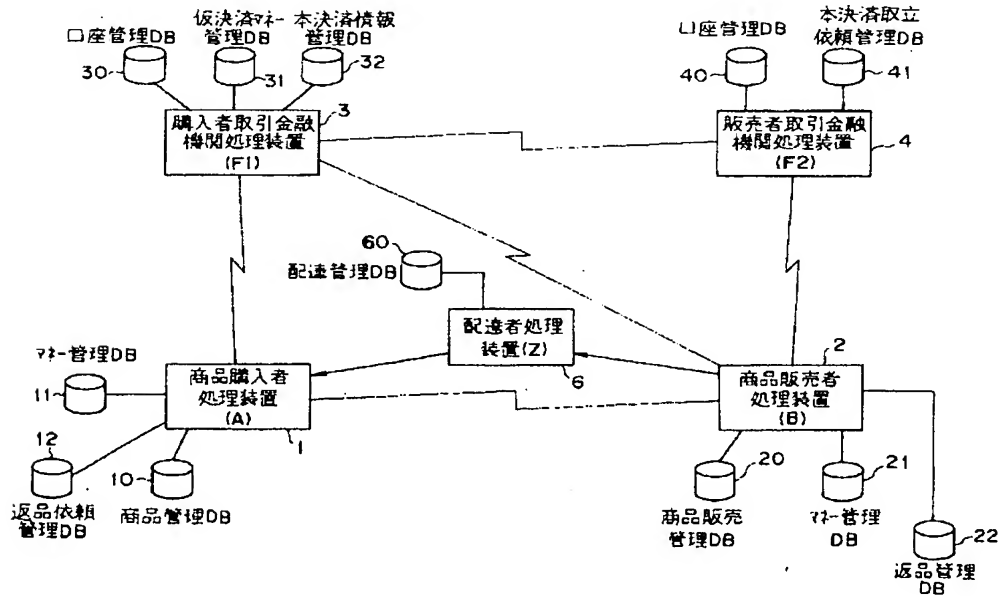 口座管理DB
仮決済マネー
管理DB
本決済情報
管理DB
30
31
32
3
購入者取引金融
機関処理装置
(F1)
口座管理DB
本決済取立
依頼管理DB
40
41
販売者取引金融
機関処理装置
(F2)
4
60
配達管理DB
配達者処理
装置(Z)
6
マネー管理DB
11
商品購入者
処理装置
(A)
1
12
返品依頼
管理DB
10
商品管理DB
2
商品販売者
処理装置
(B)
20
商品販売
管理DB
21
マネー管理
DB
22
返品管理
DB